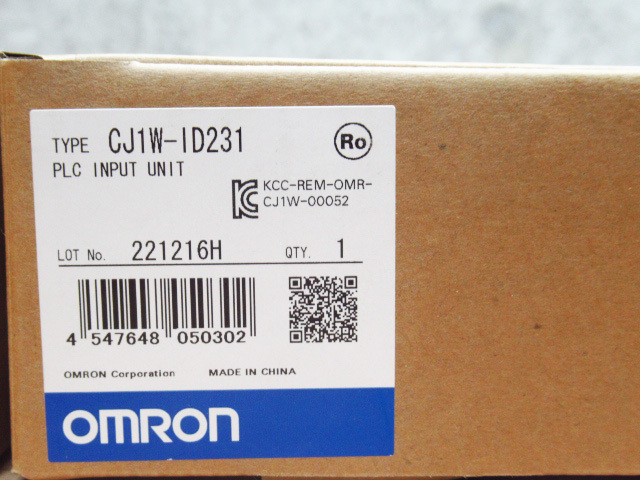 TYPE CJ1W-ID231
Ro
PLC INPUT UNIT
KCC-REM-OMR-
CJ1W-00052
LOT No. 221216H QTY. 1
4 547648 050302
OMRON Corporation MADE IN CHINA
OMRON